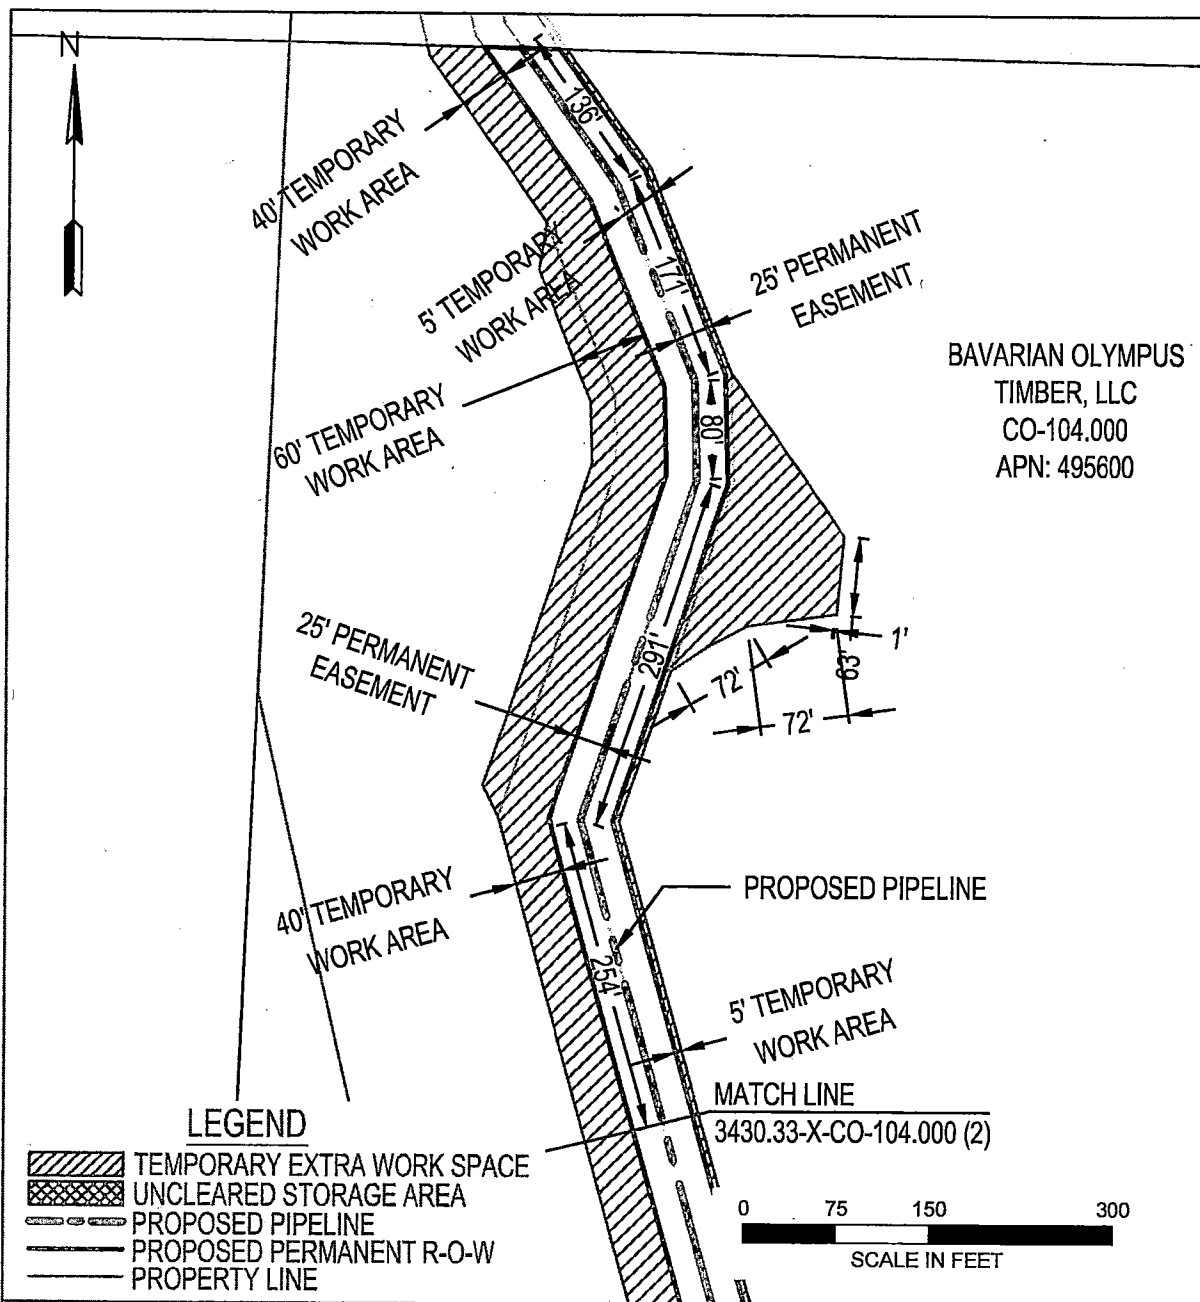 N
136'
40' TEMPORARY
WORK AREA
5' TEMPORARY
WORK AREA
171'
25' PERMANENT
EASEMENT
BAVARIAN OLYMPUS
TIMBER, LLC
CO-104.000
APN: 495600
60' TEMPORARY
WORK AREA
80'
25' PERMANENT
EASEMENT
291'
1'
63'
72'
72'
40' TEMPORARY
WORK AREA
PROPOSED PIPELINE
254'
5' TEMPORARY
WORK AREA
MATCH LINE
3430.33-X-CO-104.000 (2)
LEGEND
TEMPORARY EXTRA WORK SPACE
UNCLEARED STORAGE AREA
PROPOSED PIPELINE
PROPOSED PERMANENT R-O-W
PROPERTY LINE
0 75 150 300
SCALE IN FEET